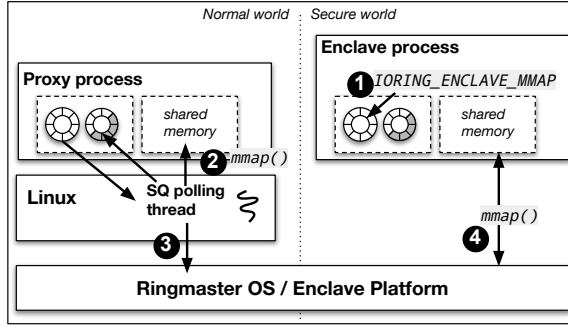 Normal world
Secure world
Proxy process
Enclave process
1
IORING_ENCLAVE_MMAP
shared
memory
shared
memory
2
mmap()
Linux
SQ polling
thread
mmap()
3
4
Ringmaster OS / Enclave Platform